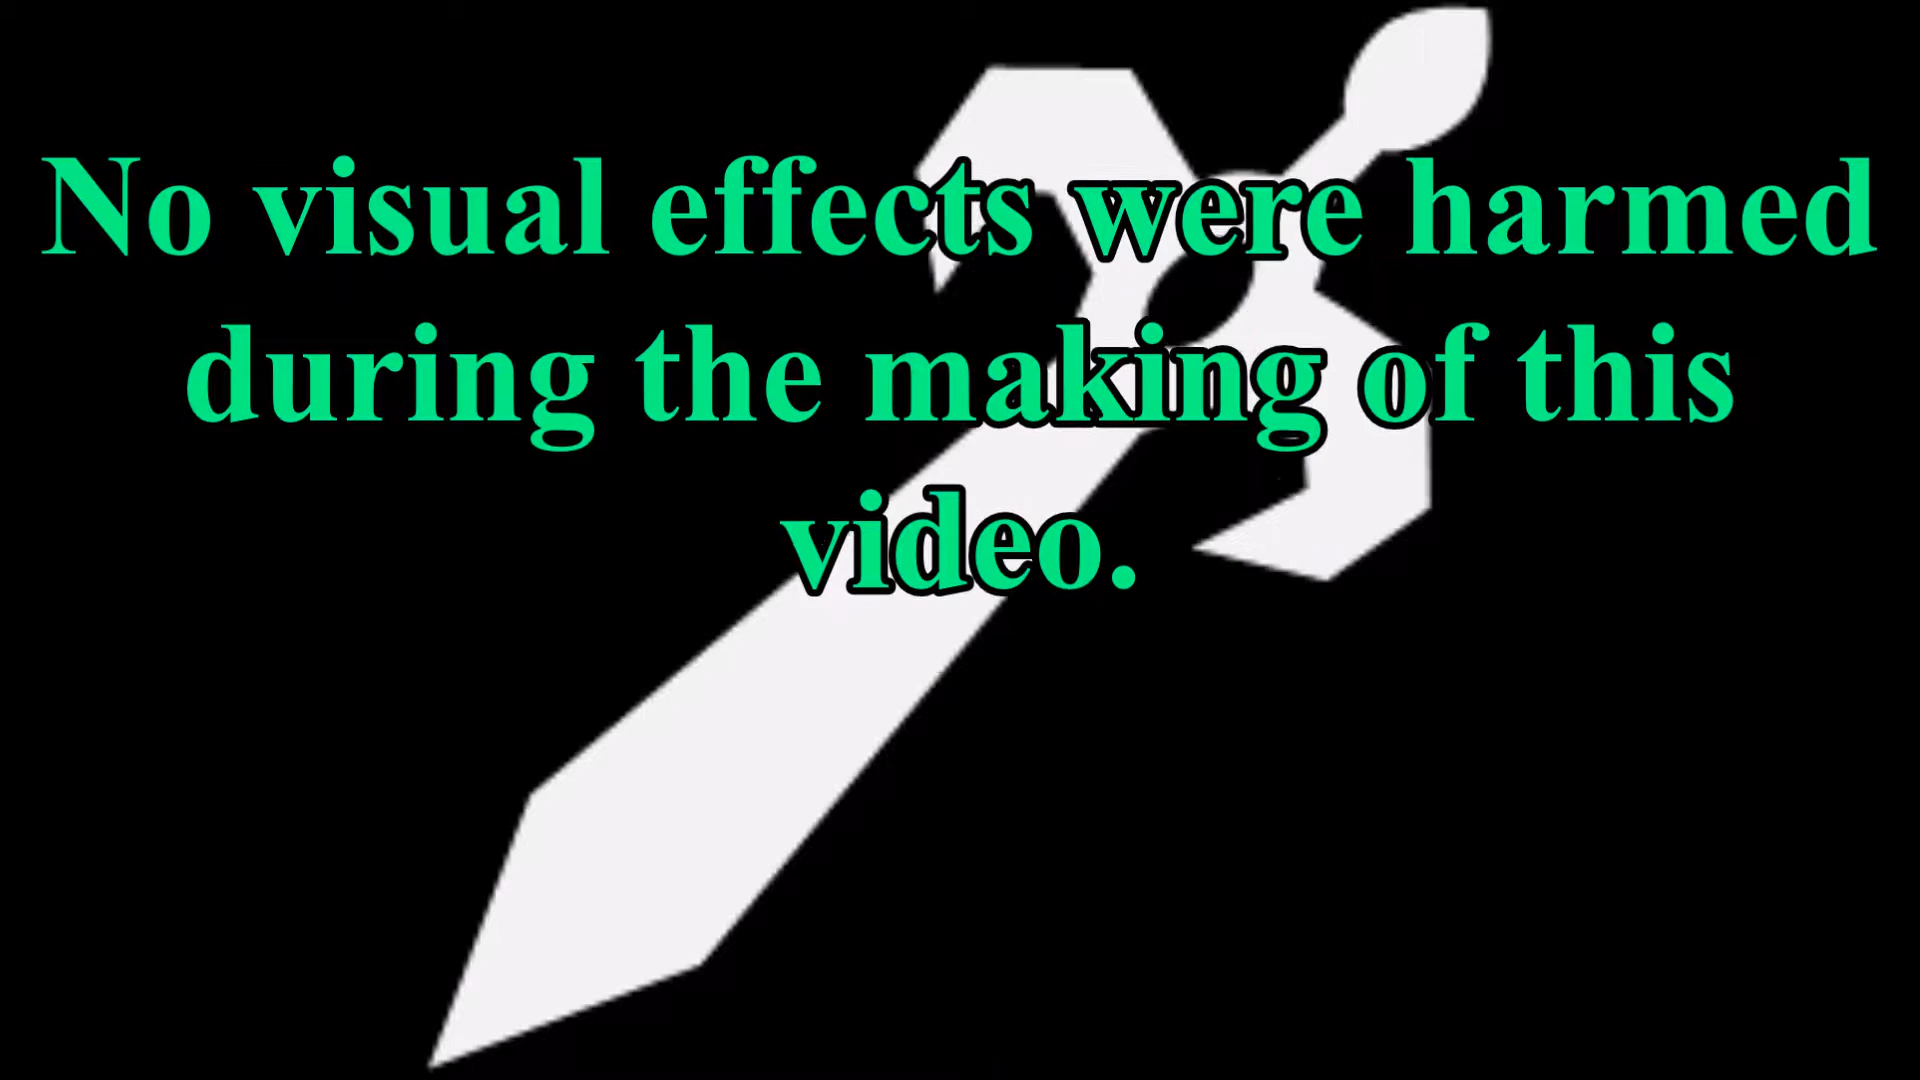 No visual effects were harmed
during the making of this
video.